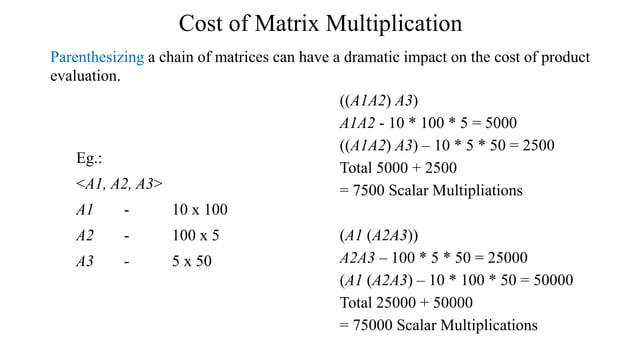 Cost of Matrix Multiplication
Parenthesizing a chain of matrices can have a dramatic impact on the cost of product
evaluation.
Eg.:
<A1, A2, A3>
A1 - 10 x 100
A2 - 100 x 5
A3 - 5 x 50
((A1A2) A3)
A1A2 - 10 * 100 * 5 = 5000
((A1A2) A3) – 10 * 5 * 50 = 2500
Total 5000 + 2500
= 7500 Scalar Multipliations
(A1 (A2A3))
A2A3 – 100 * 5 * 50 = 25000
(A1 (A2A3) – 10 * 100 * 50 = 50000
Total 25000 + 50000
= 75000 Scalar Multiplications